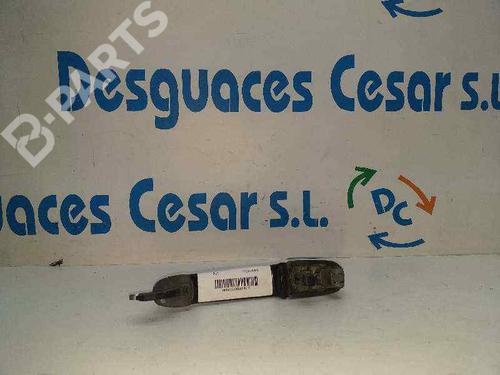 Desguaces Cesar s.L.
B-PARTS
uaces Cesar s.L.
DC